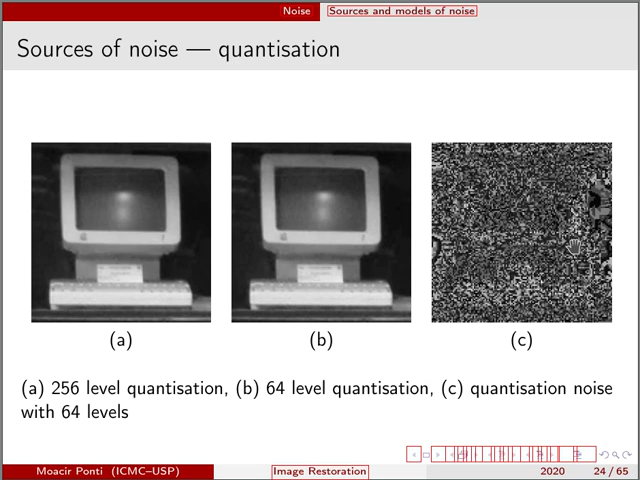 Noise Sources and models of noise
Sources of noise — quantisation
(a) (b) (c)
(a) 256 level quantisation, (b) 64 level quantisation, (c) quantisation noise
with 64 levels
Moacir Ponti (ICMC–USP) Image Restoration 2020 24 / 65